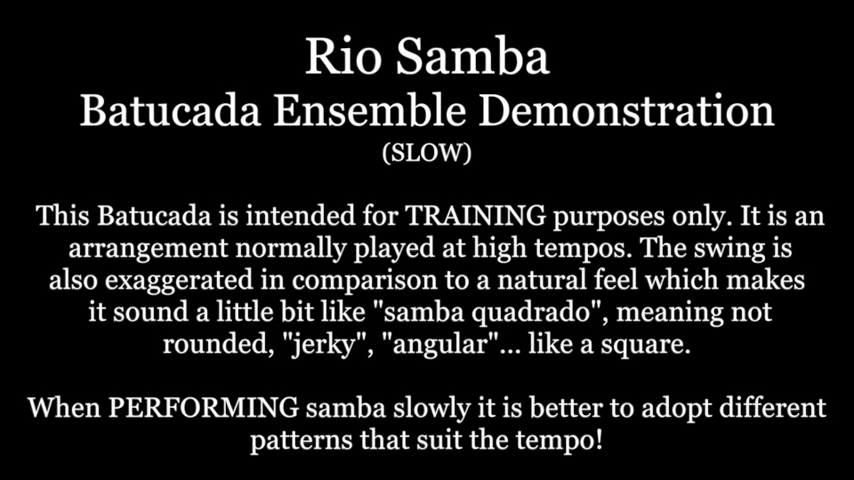 Rio Samba
Batucada Ensemble Demonstration
(SLOW)
This Batucada is intended for TRAINING purposes only. It is an
arrangement normally played at high tempos. The swing is
also exaggerated in comparison to a natural feel which makes
it sound a little bit like "samba quadrado", meaning not
rounded, "jerky", "angular"... like a square.
When PERFORMING samba slowly it is better to adopt different
patterns that suit the tempo!